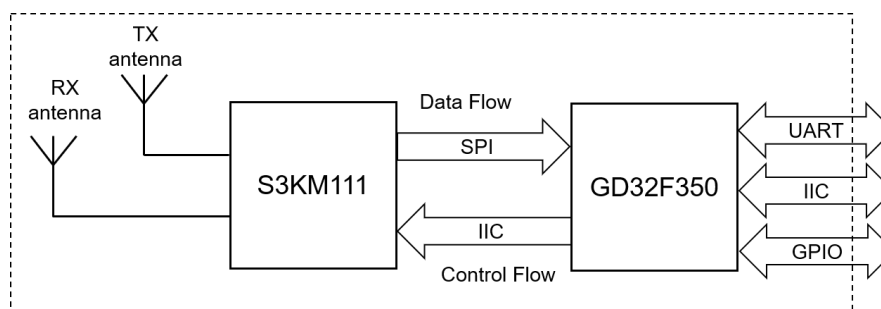 TX
antenna
RX
antenna
S3KM111
Data Flow
SPI
IIC
Control Flow
GD32F350
UART
IIC
GPIO